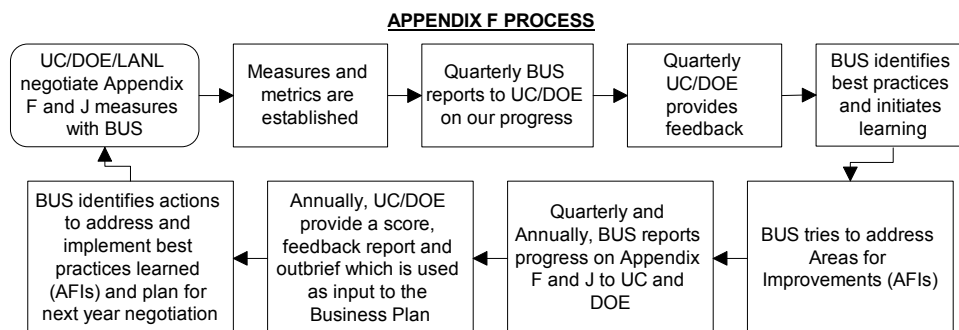 APPENDIX F PROCESS
UC/DOE/LANL
negotiate Appendix
F and J measures
with BUS
Measures and
metrics are
established
Quarterly BUS
reports to UC/DOE
on our progress
Quarterly
UC/DOE
provides
feedback
BUS identifies
best practices
and initiates
learning
BUS tries to address
Areas for
Improvements (AFIs)
Quarterly and
Annually, BUS reports
progress on Appendix
F and J to UC and
DOE
Annually, UC/DOE
provide a score,
feedback report and
outbrief which is used
as input to the
Business Plan
BUS identifies actions
to address and
implement best
practices learned
(AFIs) and plan for
next year negotiation